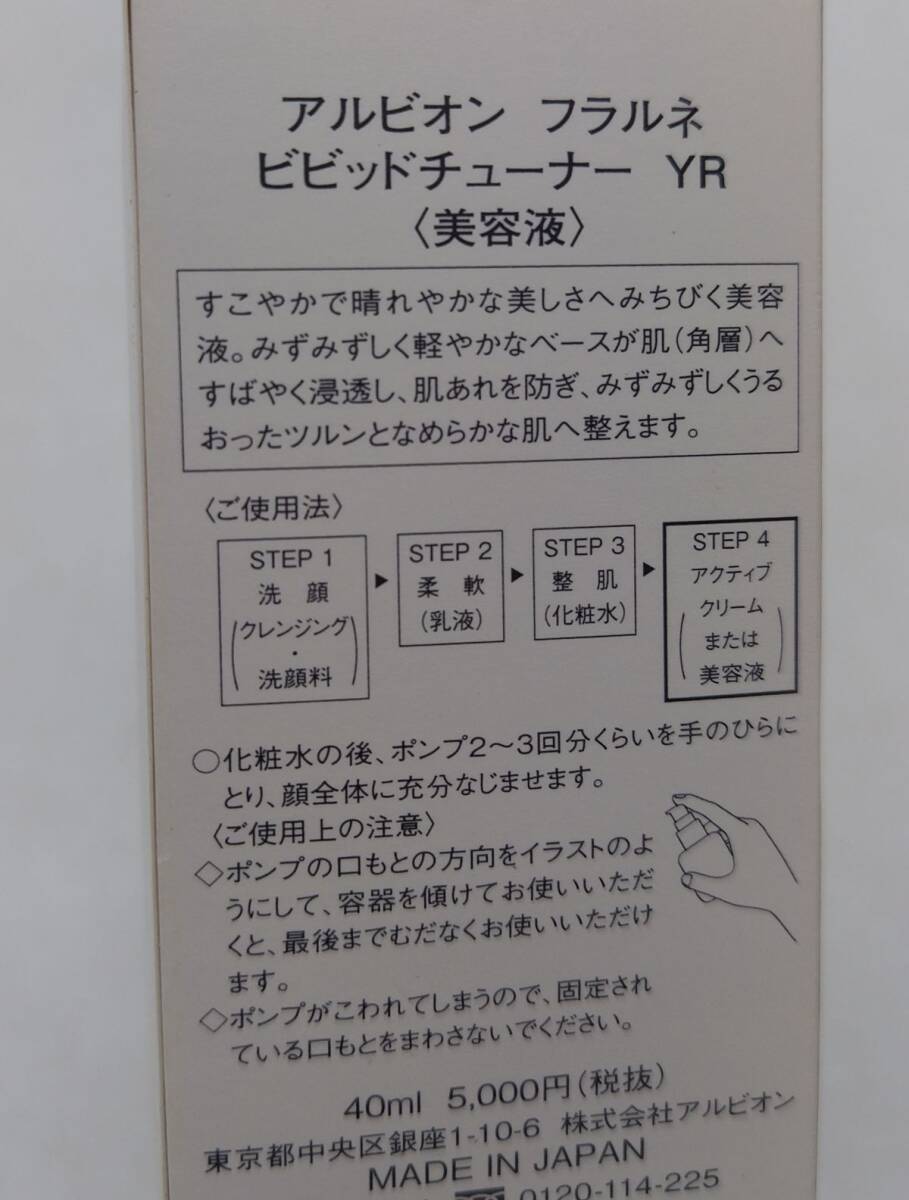 アルビオン フラルネ
ビビッドチューナー YR
〈美容液〉
すこやかで晴れやかな美しさへみちびく美容
液。みずみずしく軽やかなベースが肌(角層)へ
すばやく浸透し、肌あれを防ぎ、みずみずしくうる
おったツルンとなめらかな肌へ整えます。
〈ご使用法〉
STEP 1
洗 顔
(クレンジング
・
洗顔料)
▶
STEP 2
柔 軟
(乳液)
▶
STEP 3
整 肌
(化粧水)
▶
STEP 4
アクティブ
(クリーム
または
美容液)
○化粧水の後、ポンプ2〜3回分くらいを手のひらに
とり、顔全体に充分なじませます。
〈ご使用上の注意〉
◇ポンプの口もとの方向をイラストのよ
うにして、容器を傾けてお使いいただ
くと、最後までむだなくお使いいただけ
ます。
◇ポンプがこわれてしまうので、固定され
ている口もとをまわさないでください。
40ml 5,000円(税抜)
東京都中央区銀座1-10-6 株式会社アルビオン
MADE IN JAPAN
0120-114-225